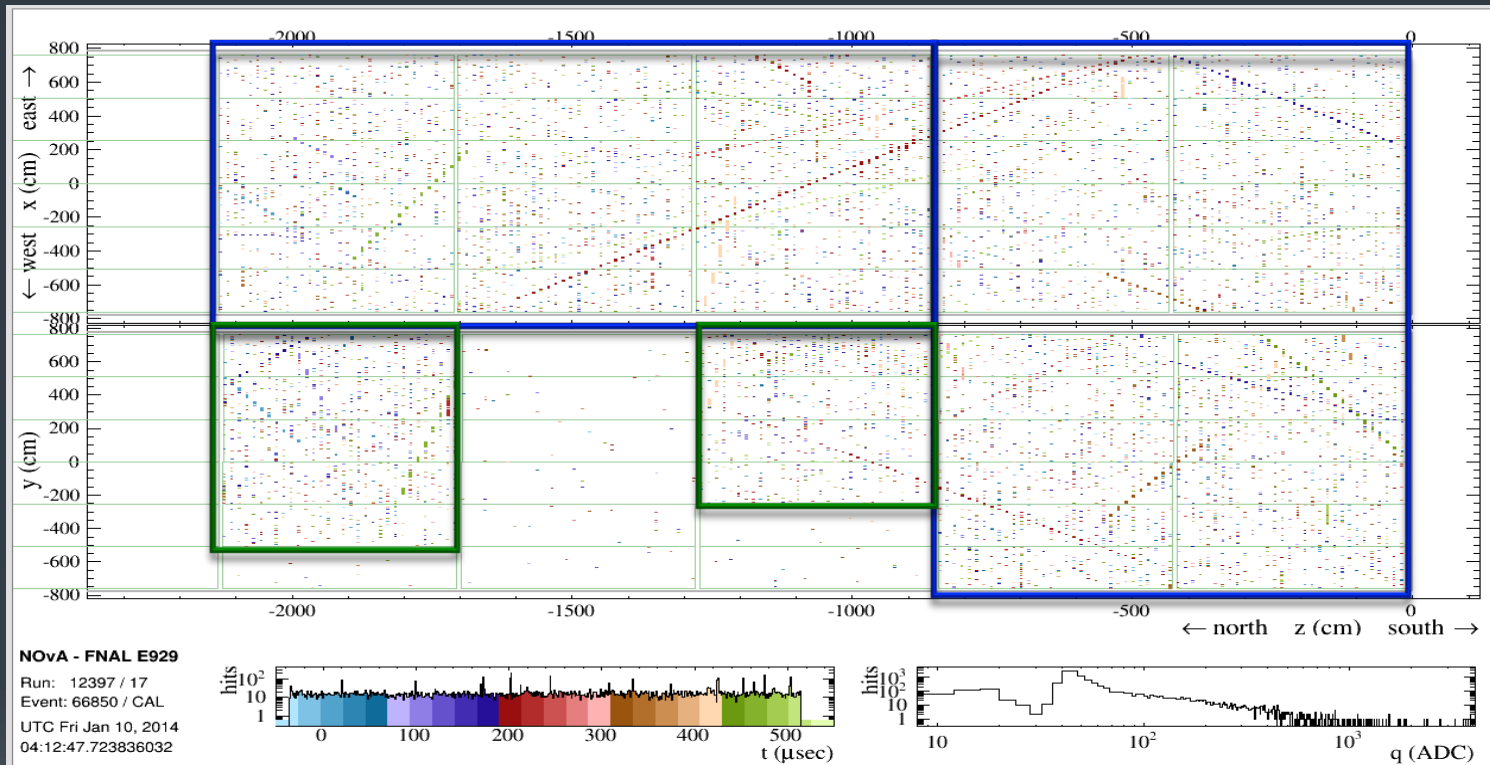 -2000 -1500 -1000 -500 0
800
600
400
200
0
-200
-400
-600
-800
← west x (cm) east →
800
600
400
200
0
-200
-400
-600
-800
y (cm)
-2000 -1500 -1000 -500 0
← north z (cm) south →
NOvA - FNAL E929
Run: 12397 / 17
Event: 66850 / CAL
UTC Fri Jan 10, 2014
04:12:47.723836032
hits
10²
10
1
0 100 200 300 400 500
t (μsec)
hits
10³
10²
10
1
10 10² 10³
q (ADC)